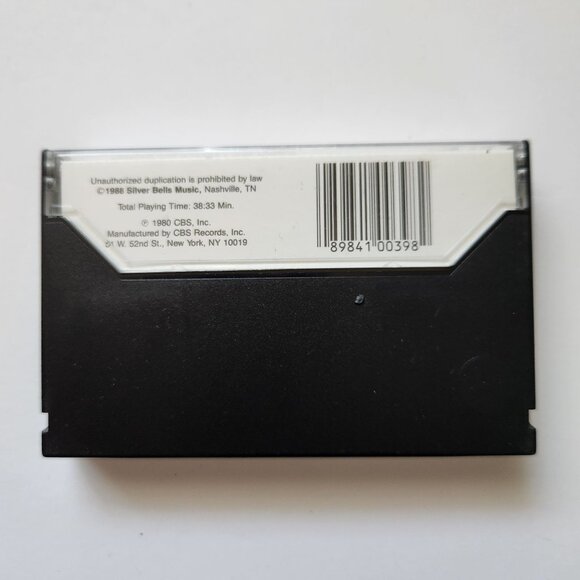 Unauthorized duplication is prohibited by law
©1988 Silver Bells Music, Nashville, TN
Total Playing Time: 38:33 Min.
℗ 1980 CBS, Inc.
Manufactured by CBS Records, Inc.
51 W. 52nd St., New York, NY 10019
89841 00398